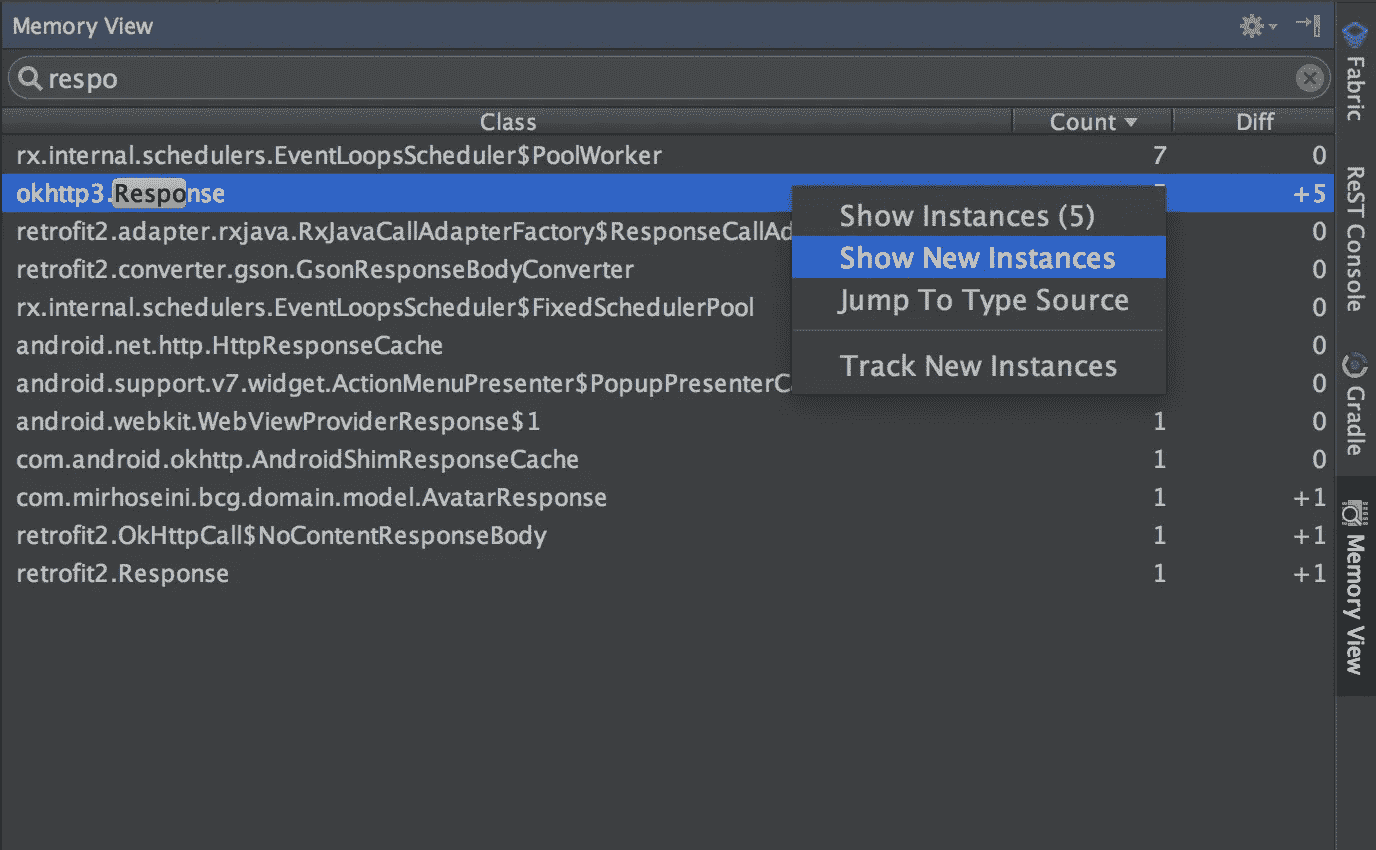 Memory View
respo
Class Count Diff
rx.internal.schedulers.EventLoopsScheduler$PoolWorker 7 0
okhttp3.Response +5
retrofit2.adapter.rxjava.RxJavaCallAdapterFactory$ResponseCallAd 0
retrofit2.converter.gson.GsonResponseBodyConverter 0
rx.internal.schedulers.EventLoopsScheduler$FixedSchedulerPool 0
android.net.http.HttpResponseCache 0
android.support.v7.widget.ActionMenuPresenter$PopupPresenterC 0
android.webkit.WebViewProviderResponse$1 1 0
com.android.okhttp.AndroidShimResponseCache 1 0
com.mirhoseini.bcg.domain.model.AvatarResponse 1 +1
retrofit2.OkHttpCall$NoContentResponseBody 1 +1
retrofit2.Response 1 +1
Show Instances (5)
Show New Instances
Jump To Type Source
Track New Instances
Fabric
ReST Console
Gradle
Memory View